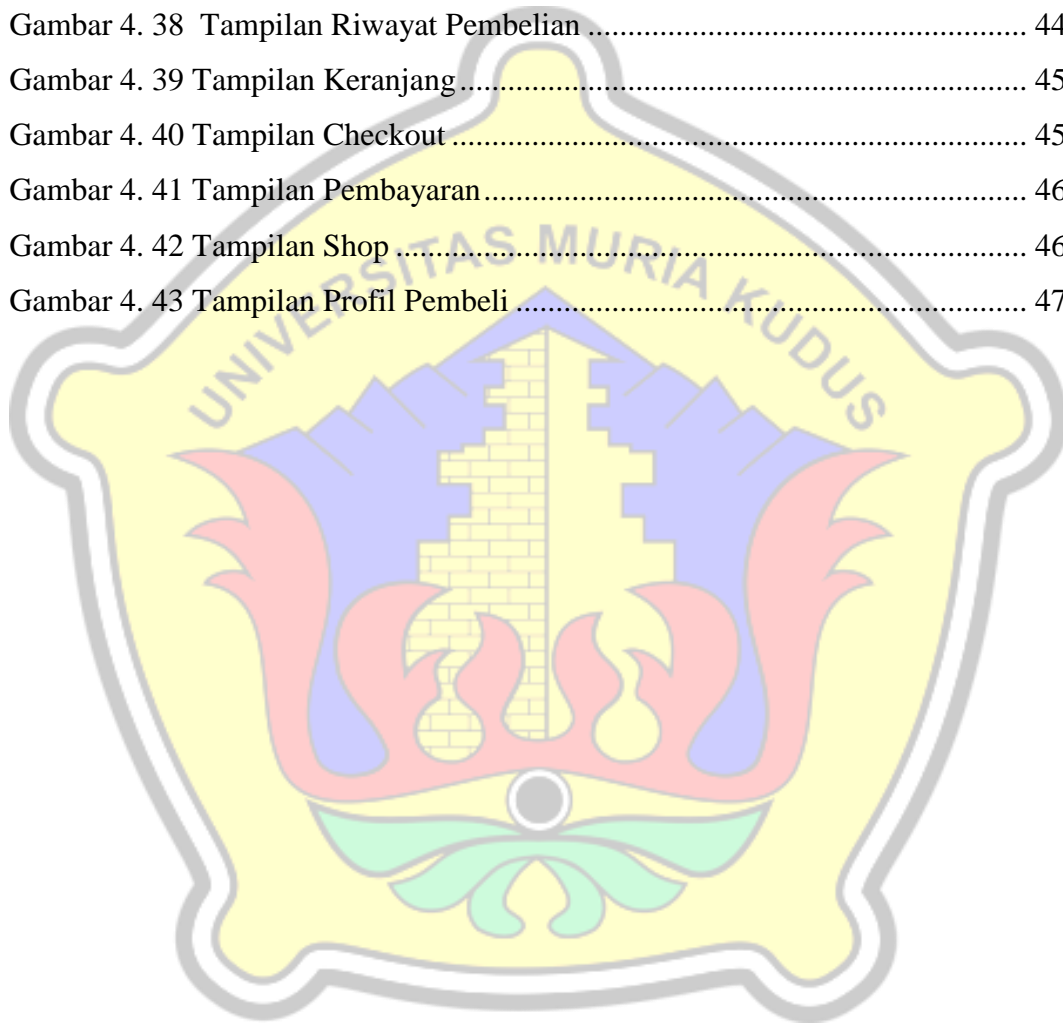 Gambar 4. 38  Tampilan Riwayat Pembelian ........................................................................... 44
Gambar 4. 39 Tampilan Keranjang ................................................................................................ 45
Gambar 4. 40 Tampilan Checkout .................................................................................................. 45
Gambar 4. 41 Tampilan Pembayaran ............................................................................................. 46
Gambar 4. 42 Tampilan Shop ........................................................................................................... 46
Gambar 4. 43 Tampilan Profil Pembeli ....................................................................................... 47
UNIVERSITAS MURIA KUDUS